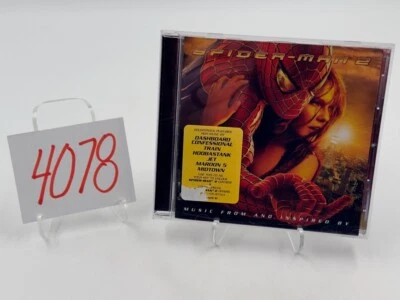 4078
SPIDER-MAN 2
DASHBOARD
CONFESSIONAL
TRAIN
HOOBASTANK
JET
MAROON 5
MIDTOWN
MUSIC FROM AND INSPIRED BY